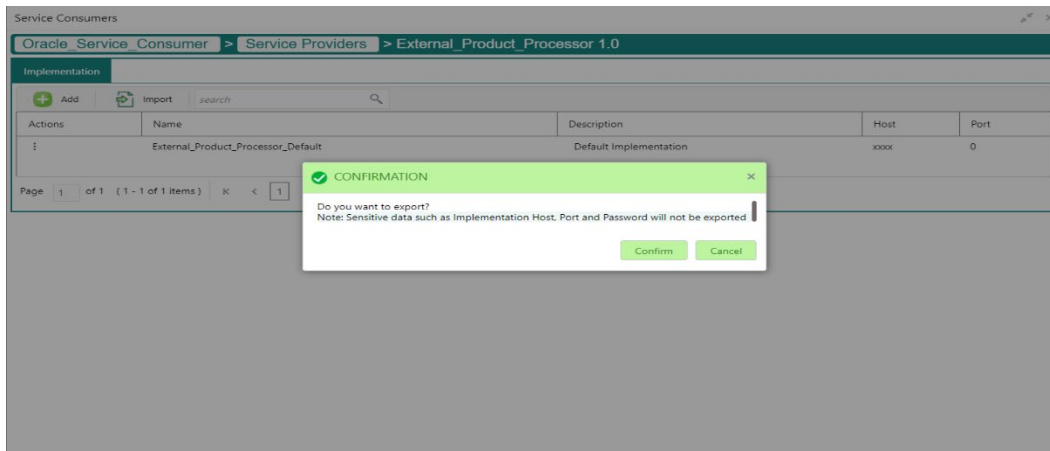 Service Consumers
Oracle_Service_Consumer > Service Providers > External_Product_Processor 1.0
Implementation
Add Import search
Actions Name Description Host Port
External_Product_Processor_Default Default Implementation xxxx 0
Page 1 of 1 (1 - 1 of 1 items) K < 1
CONFIRMATION
Do you want to export?
Note: Sensitive data such as Implementation Host, Port and Password will not be exported
Confirm Cancel